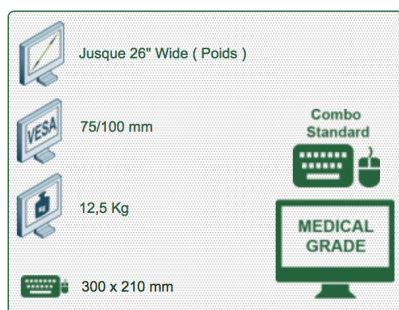 Jusque 26" Wide ( Poids )
VESA
75/100 mm
Combo
Standard
12,5 Kg
MEDICAL
GRADE
300 x 210 mm